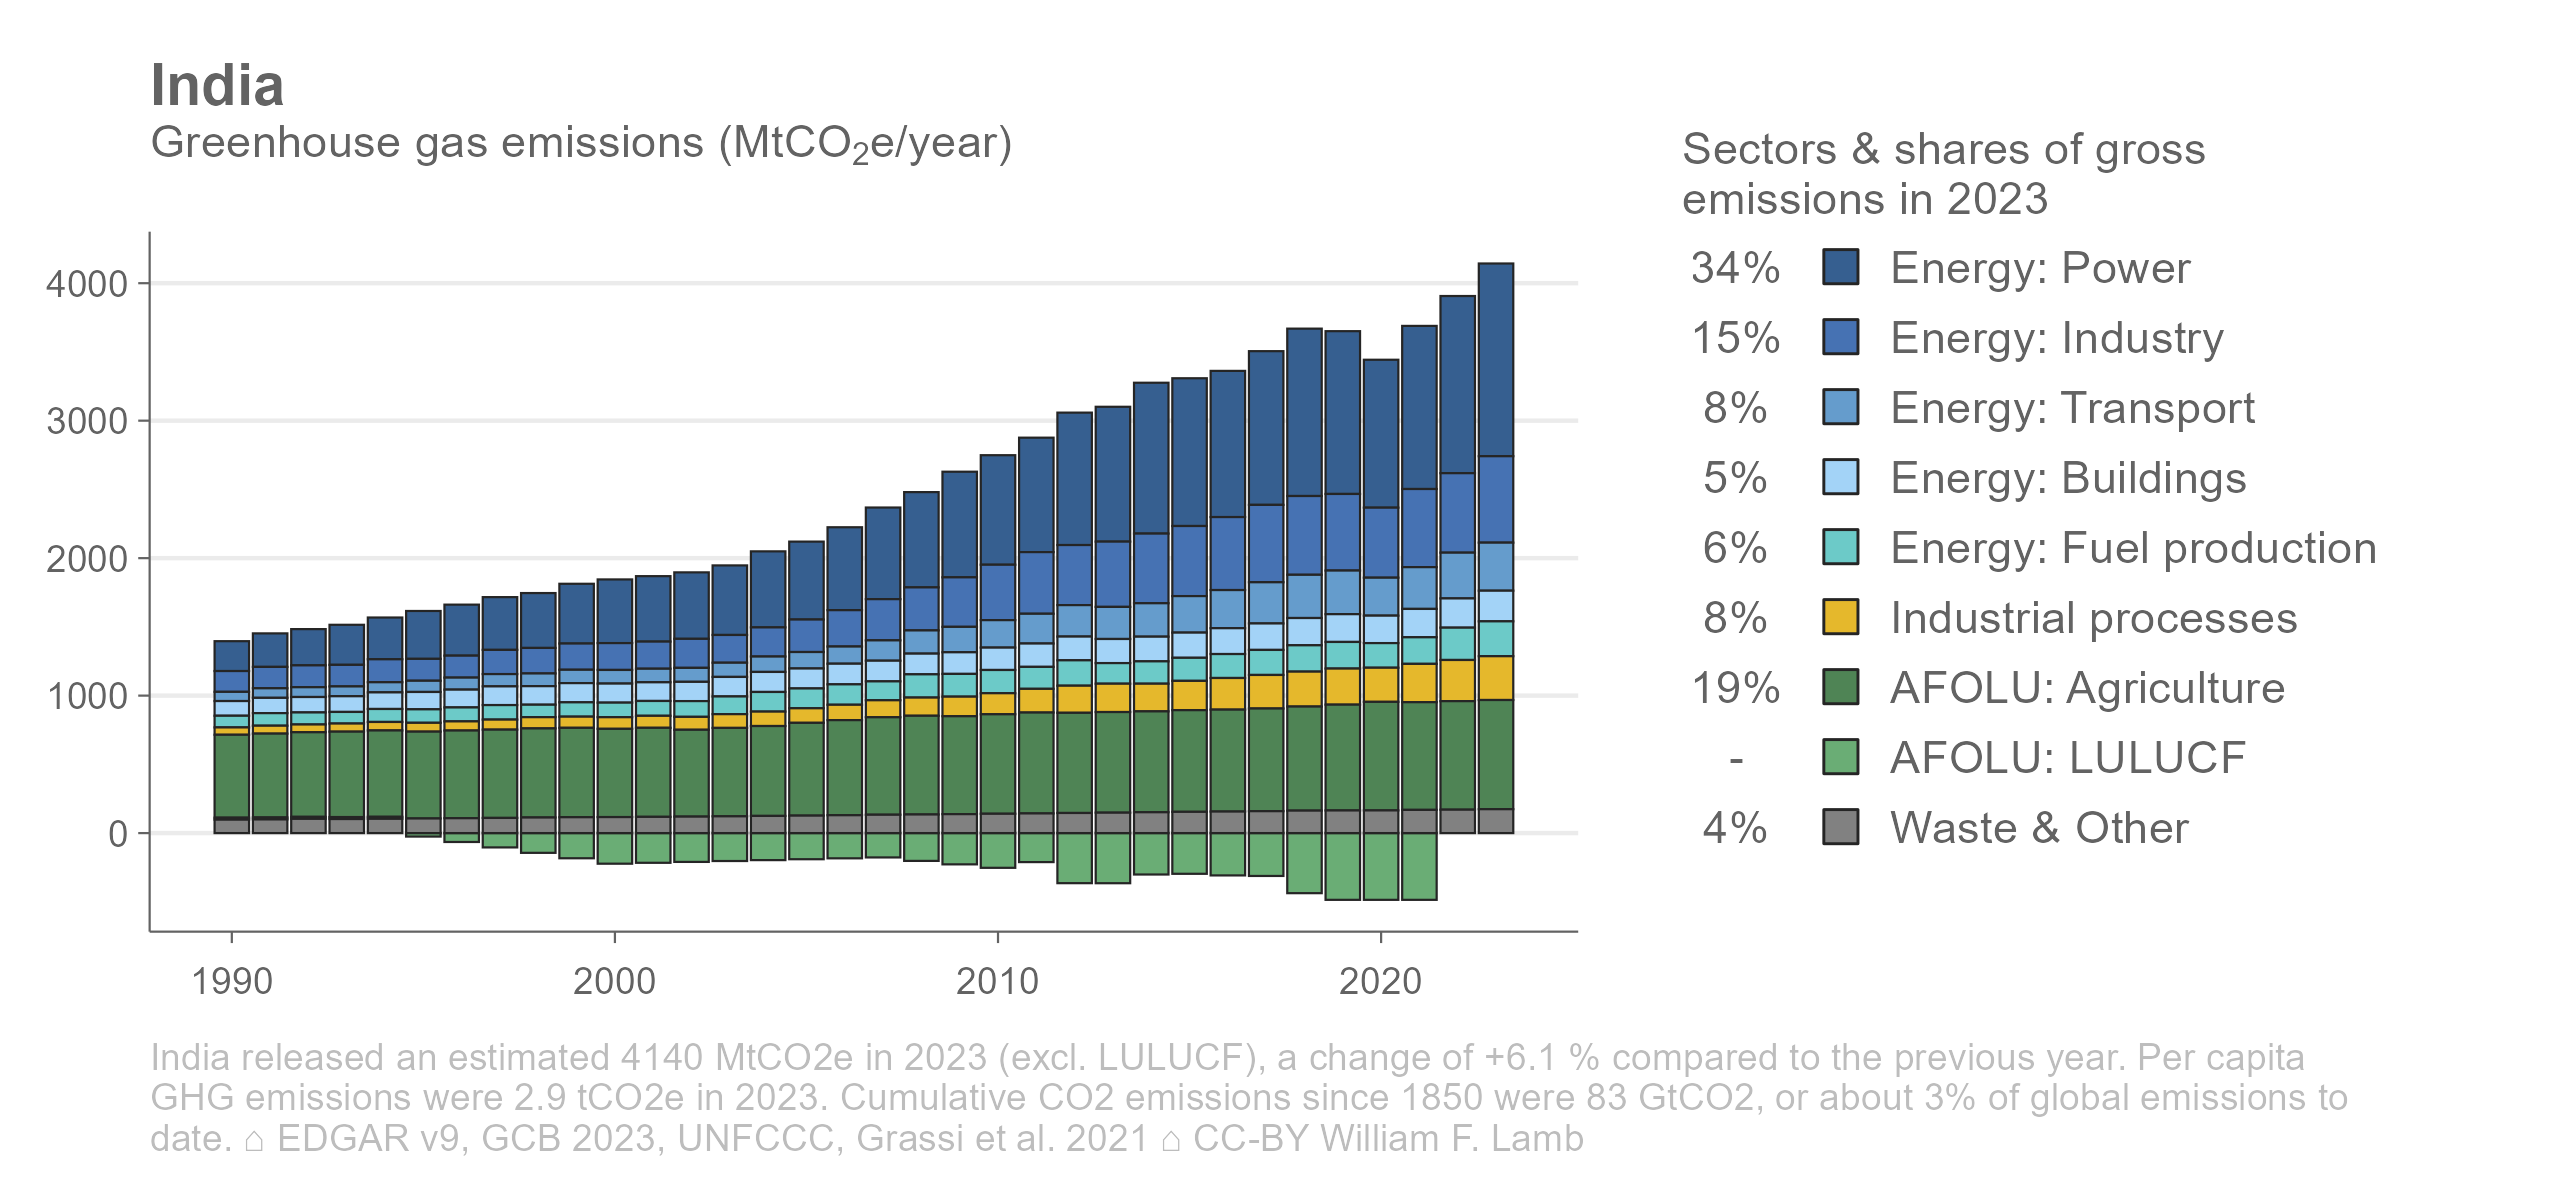 India
Greenhouse gas emissions (MtCO₂e/year)
4000
3000
2000
1000
0
1990 2000 2010 2020
Sectors & shares of gross
emissions in 2023
34% Energy: Power
15% Energy: Industry
8% Energy: Transport
5% Energy: Buildings
6% Energy: Fuel production
8% Industrial processes
19% AFOLU: Agriculture
- AFOLU: LULUCF
4% Waste & Other
India released an estimated 4140 MtCO2e in 2023 (excl. LULUCF), a change of +6.1 % compared to the previous year. Per capita
GHG emissions were 2.9 tCO2e in 2023. Cumulative CO2 emissions since 1850 were 83 GtCO2, or about 3% of global emissions to
date. ⌂ EDGAR v9, GCB 2023, UNFCCC, Grassi et al. 2021 ⌂ CC-BY William F. Lamb